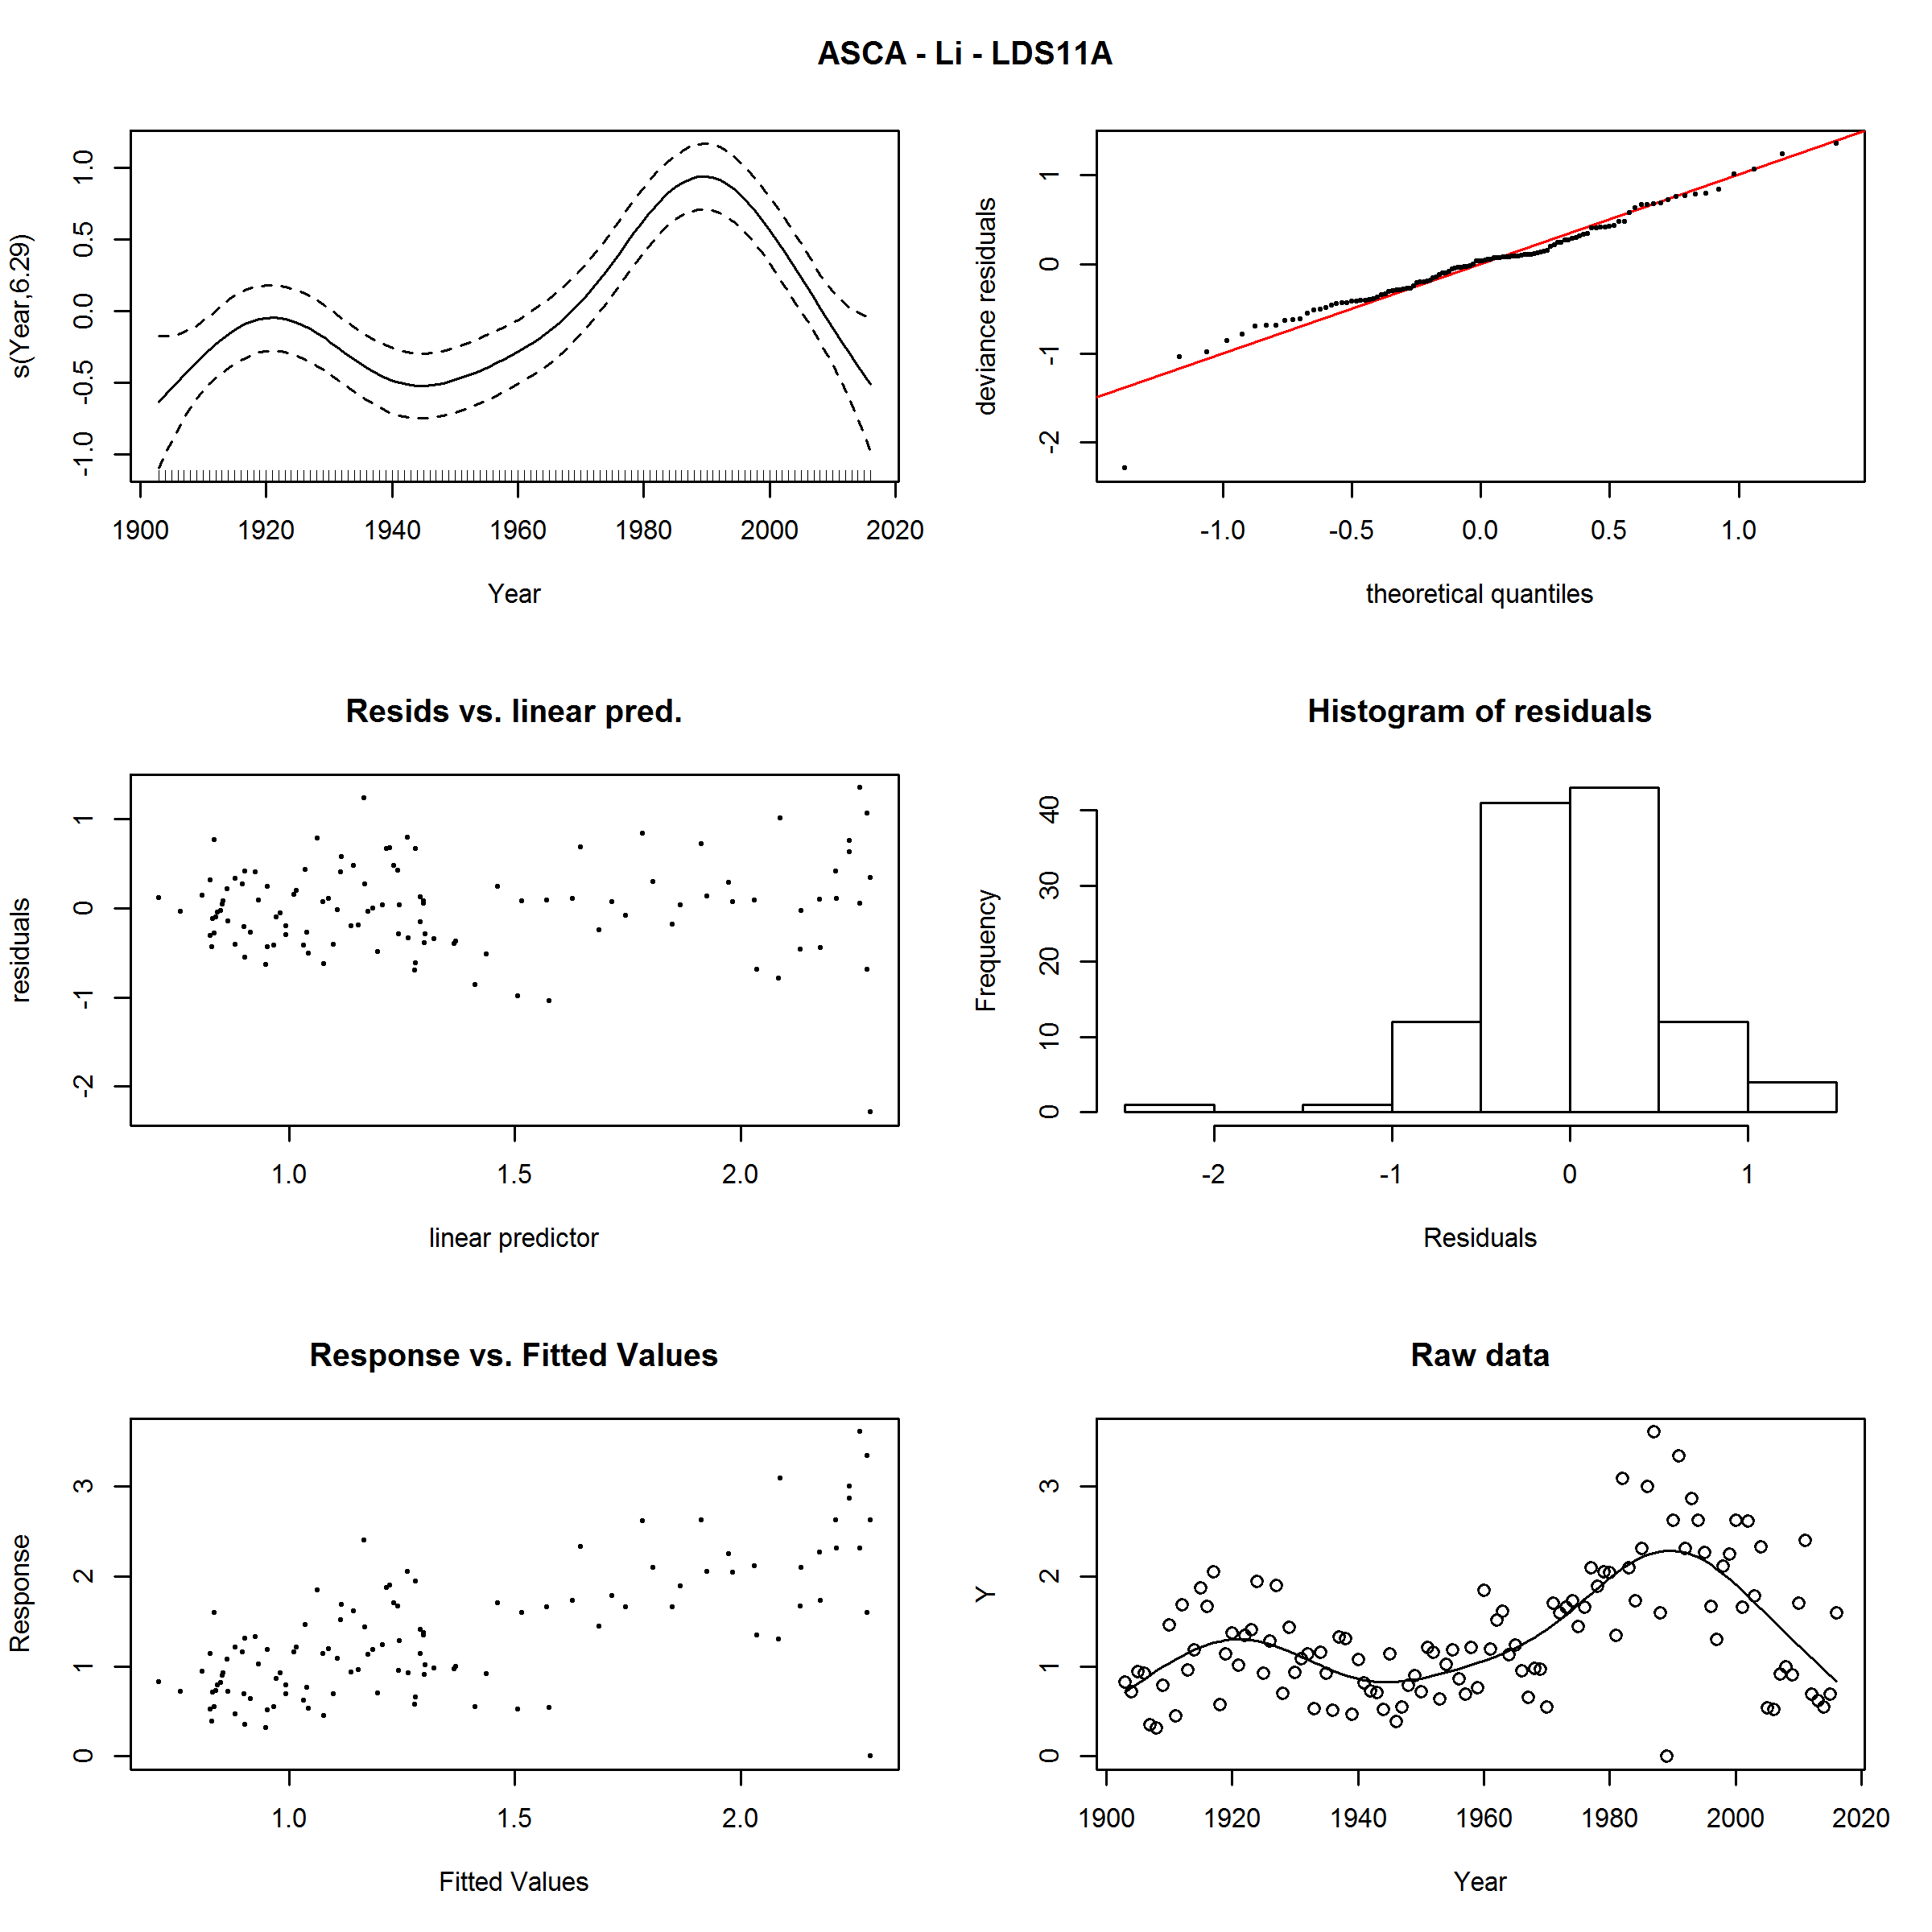 ASCA - Li - LDS11A
s(Year,6.29)
1.0
0.5
0.0
-0.5
-1.0
1900 1920 1940 1960 1980 2000 2020
Year
deviance residuals
1
0
-1
-2
-1.0 -0.5 0.0 0.5 1.0
theoretical quantiles
Resids vs. linear pred.
residuals
1
0
-1
-2
1.0 1.5 2.0
linear predictor
Histogram of residuals
Frequency
40
30
20
10
0
-2 -1 0 1
Residuals
Response vs. Fitted Values
Response
3
2
1
0
1.0 1.5 2.0
Fitted Values
Raw data
Y
3
2
1
0
1900 1920 1940 1960 1980 2000 2020
Year